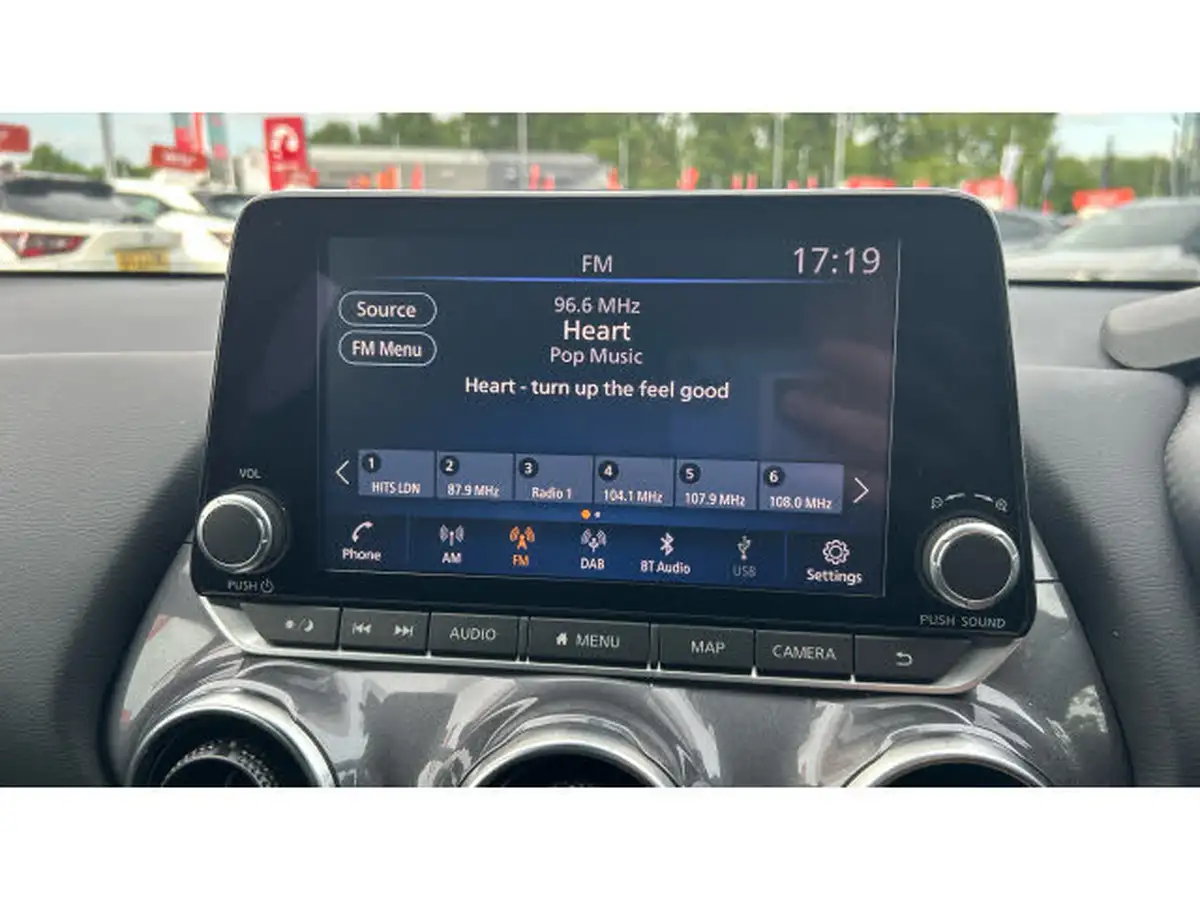 FM
17:19
Source
96.6 MHz
Heart
FM Menu
Pop Music
Heart - turn up the feel good
1
2
3
4
5
6
HITS LDN
87.9 MHz
Radio 1
104.1 MHz
107.9 MHz
108.0 MHz
VOL
PUSH
Phone
AM
FM
DAB
BT Audio
USB
Settings
PUSH SOUND
AUDIO
MENU
MAP
CAMERA